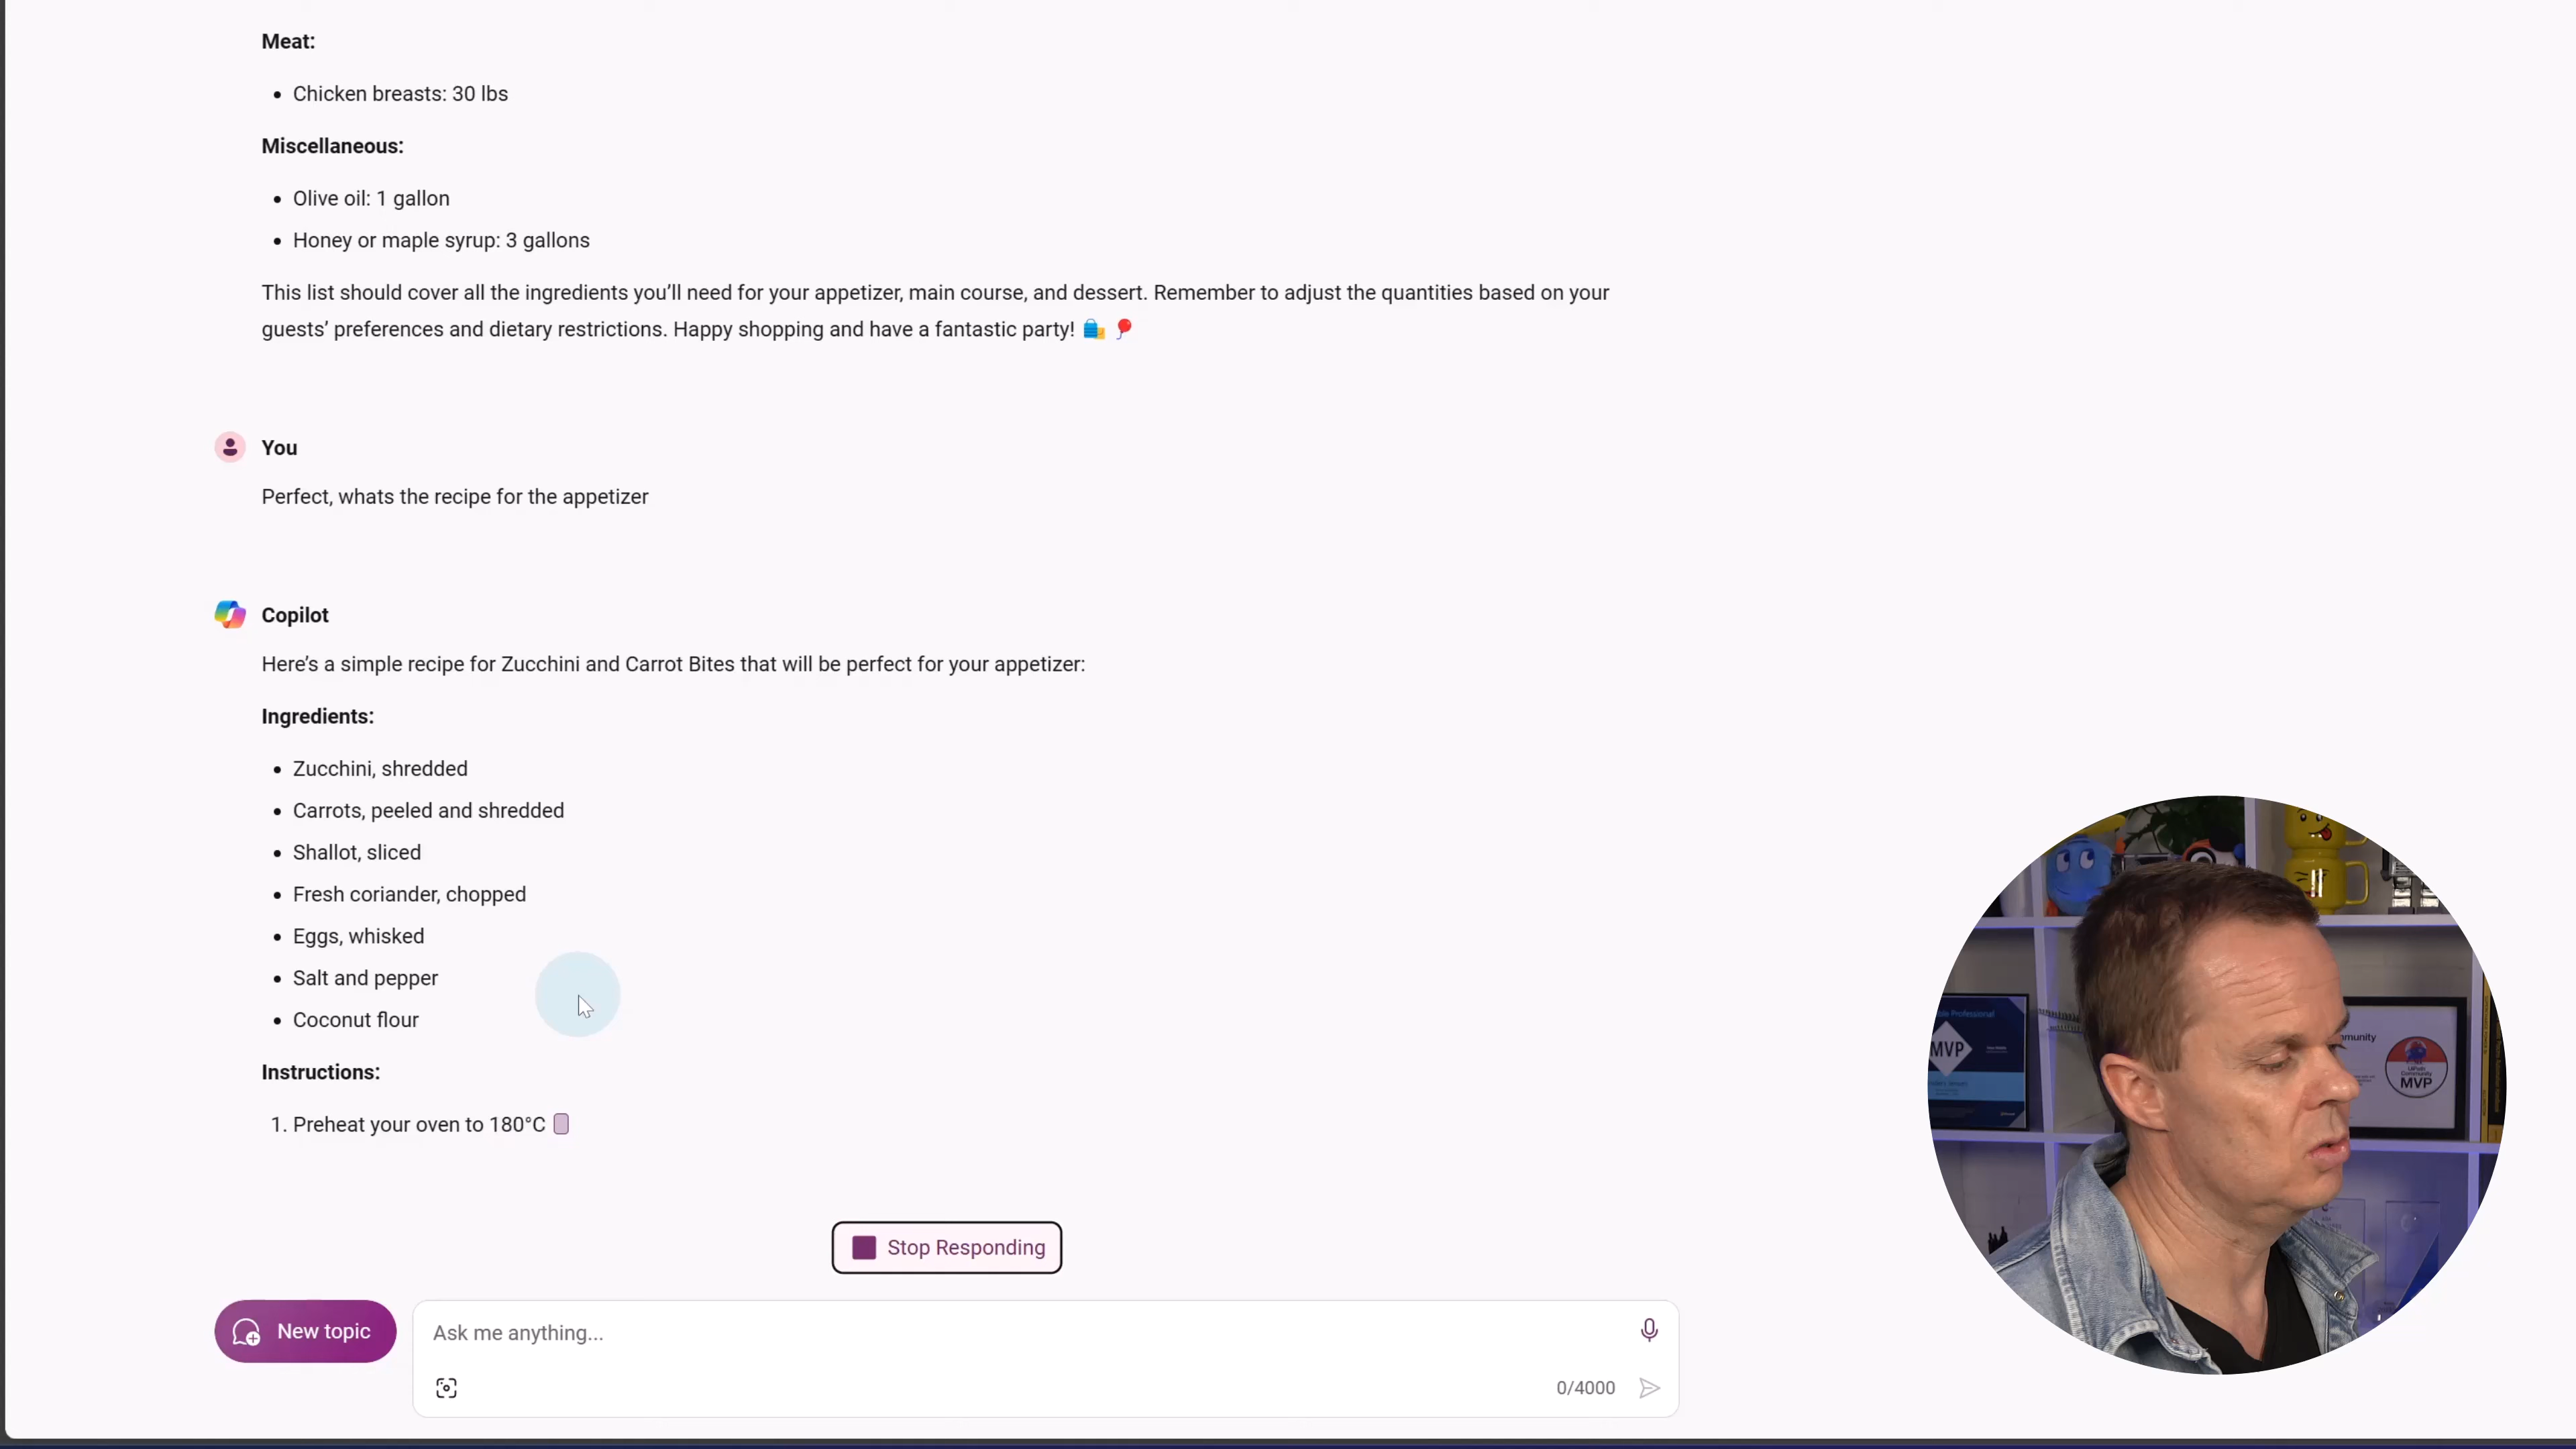 Meat:
• Chicken breasts: 30 lbs
Miscellaneous:
• Olive oil: 1 gallon
• Honey or maple syrup: 3 gallons
This list should cover all the ingredients you’ll need for your appetizer, main course, and dessert. Remember to adjust the quantities based on your
guests’ preferences and dietary restrictions. Happy shopping and have a fantastic party! 🛍️ 🎈
You
Perfect, whats the recipe for the appetizer
Copilot
Here’s a simple recipe for Zucchini and Carrot Bites that will be perfect for your appetizer:
Ingredients:
• Zucchini, shredded
• Carrots, peeled and shredded
• Shallot, sliced
• Fresh coriander, chopped
• Eggs, whisked
• Salt and pepper
• Coconut flour
Instructions:
1. Preheat your oven to 180°C
Stop Responding
New topic
Ask me anything...
0/4000
Professional
MVP
UiPath
Community
MVP